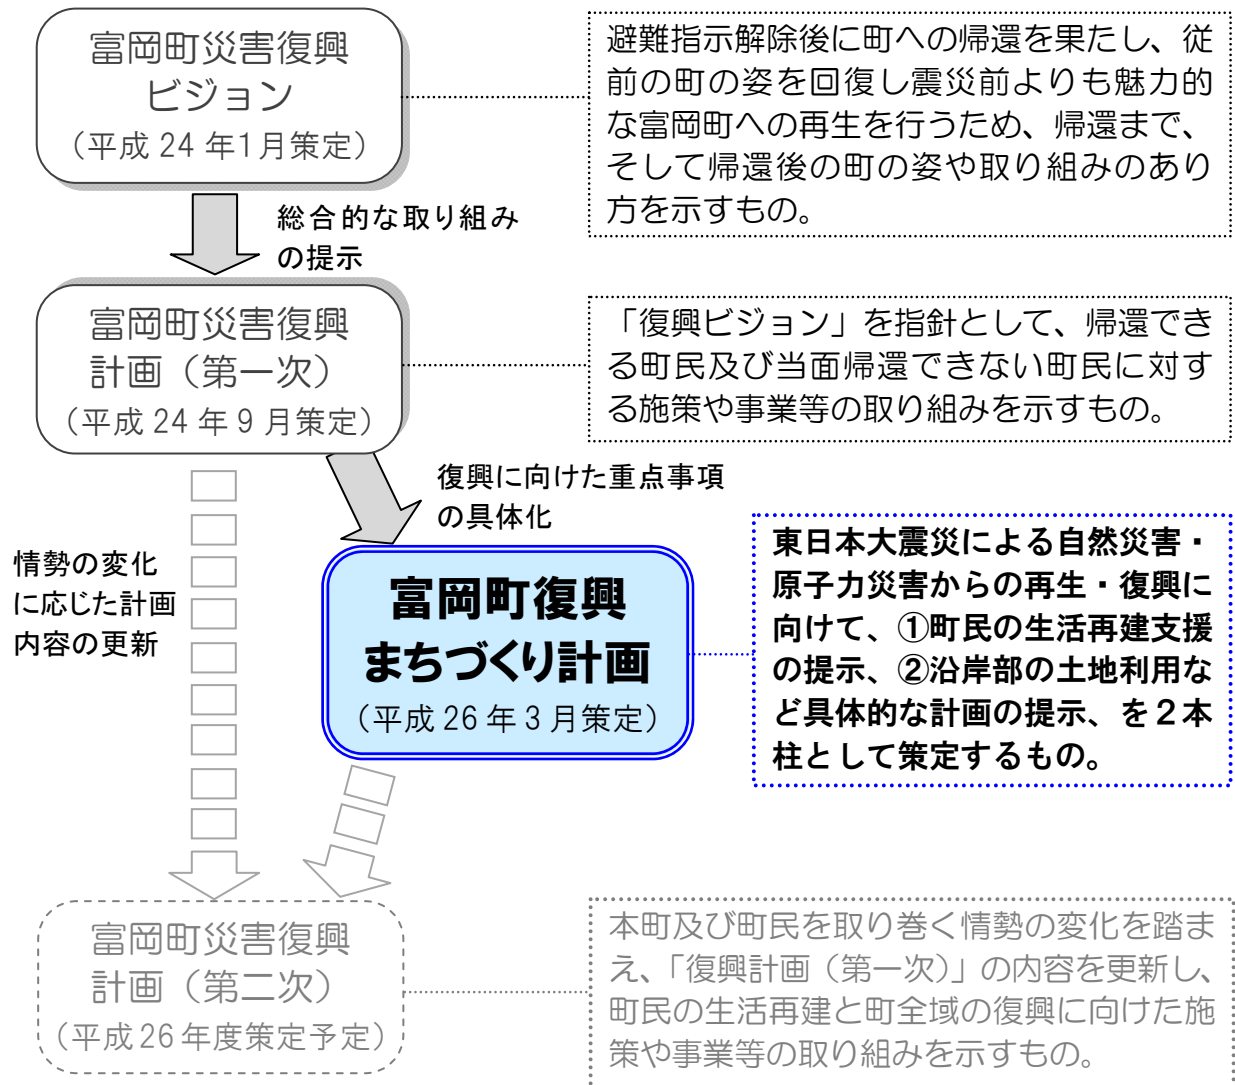 富岡町災害復興
ビジョン
（平成 24 年1月策定）
避難指示解除後に町への帰還を果たし、従
前の町の姿を回復し震災前よりも魅力的
な富岡町への再生を行うため、帰還まで、
そして帰還後の町の姿や取り組みのあり
方を示すもの。
総合的な取り組み
の提示
富岡町災害復興
計画（第一次）
（平成 24 年 9 月策定）
「復興ビジョン」を指針として、帰還でき
る町民及び当面帰還できない町民に対す
る施策や事業等の取り組みを示すもの。
復興に向けた重点事項
の具体化
情勢の変化
に応じた計画
内容の更新
富岡町復興
まちづくり計画
（平成 26 年 3 月策定）
東日本大震災による自然災害・
原子力災害からの再生・復興に
向けて、①町民の生活再建支援
の提示、②沿岸部の土地利用な
ど具体的な計画の提示、を２本
柱として策定するもの。
富岡町災害復興
計画（第二次）
（平成 26 年度策定予定）
本町及び町民を取り巻く情勢の変化を踏ま
え、「復興計画（第一次）」の内容を更新し、
町民の生活再建と町全域の復興に向けた施
策や事業等の取り組みを示すもの。